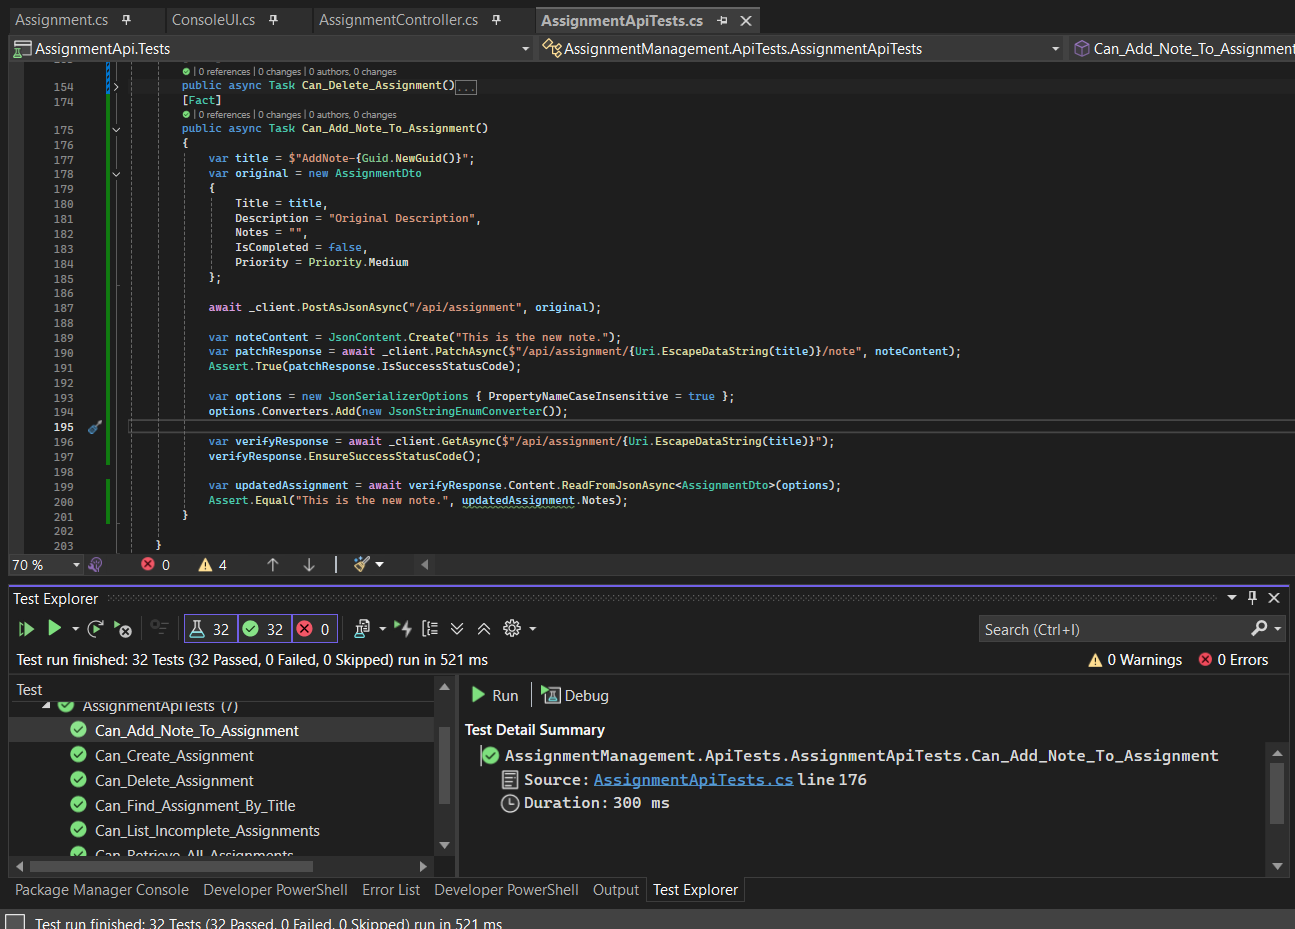 Assignment.cs
ConsoleUI.cs
AssignmentController.cs
AssignmentApiTests.cs
AssignmentApi.Tests
AssignmentManagement.ApiTests.AssignmentApiTests
Can_Add_Note_To_Assignment
| 0 references | 0 changes | 0 authors, 0 changes
154 public async Task Can_Delete_Assignment()...
174 [Fact]
| 0 references | 0 changes | 0 authors, 0 changes
175 public async Task Can_Add_Note_To_Assignment()
176 {
177 var title = $"AddNote-{Guid.NewGuid()}";
178 var original = new AssignmentDto
179 {
180 Title = title,
181 Description = "Original Description",
182 Notes = "",
183 IsCompleted = false,
184 Priority = Priority.Medium
185 };
186
187 await _client.PostAsJsonAsync("/api/assignment", original);
188
189 var noteContent = JsonContent.Create("This is the new note.");
190 var patchResponse = await _client.PatchAsync($"/api/assignment/{Uri.EscapeDataString(title)}/note", noteContent);
191 Assert.True(patchResponse.IsSuccessStatusCode);
192
193 var options = new JsonSerializerOptions { PropertyNameCaseInsensitive = true };
194 options.Converters.Add(new JsonStringEnumConverter());
195
196 var verifyResponse = await _client.GetAsync($"/api/assignment/{Uri.EscapeDataString(title)}");
197 verifyResponse.EnsureSuccessStatusCode();
198
199 var updatedAssignment = await verifyResponse.Content.ReadFromJsonAsync<AssignmentDto>(options);
200 Assert.Equal("This is the new note.", updatedAssignment.Notes);
201 }
202
203 }
70 % 0 4
Test Explorer
32 32 0
Search (Ctrl+I)
Test run finished: 32 Tests (32 Passed, 0 Failed, 0 Skipped) run in 521 ms
0 Warnings 0 Errors
Test
AssignmentApiTests (7)
Can_Add_Note_To_Assignment
Can_Create_Assignment
Can_Delete_Assignment
Can_Find_Assignment_By_Title
Can_List_Incomplete_Assignments
Can_Retrieve_All_Assignments
Run Debug
Test Detail Summary
AssignmentManagement.ApiTests.AssignmentApiTests.Can_Add_Note_To_Assignment
Source: AssignmentApiTests.cs line 176
Duration: 300 ms
Package Manager Console
Developer PowerShell
Error List
Developer PowerShell
Output
Test Explorer
Test run finished: 32 Tests (32 Passed, 0 Failed, 0 Skipped) run in 521 ms